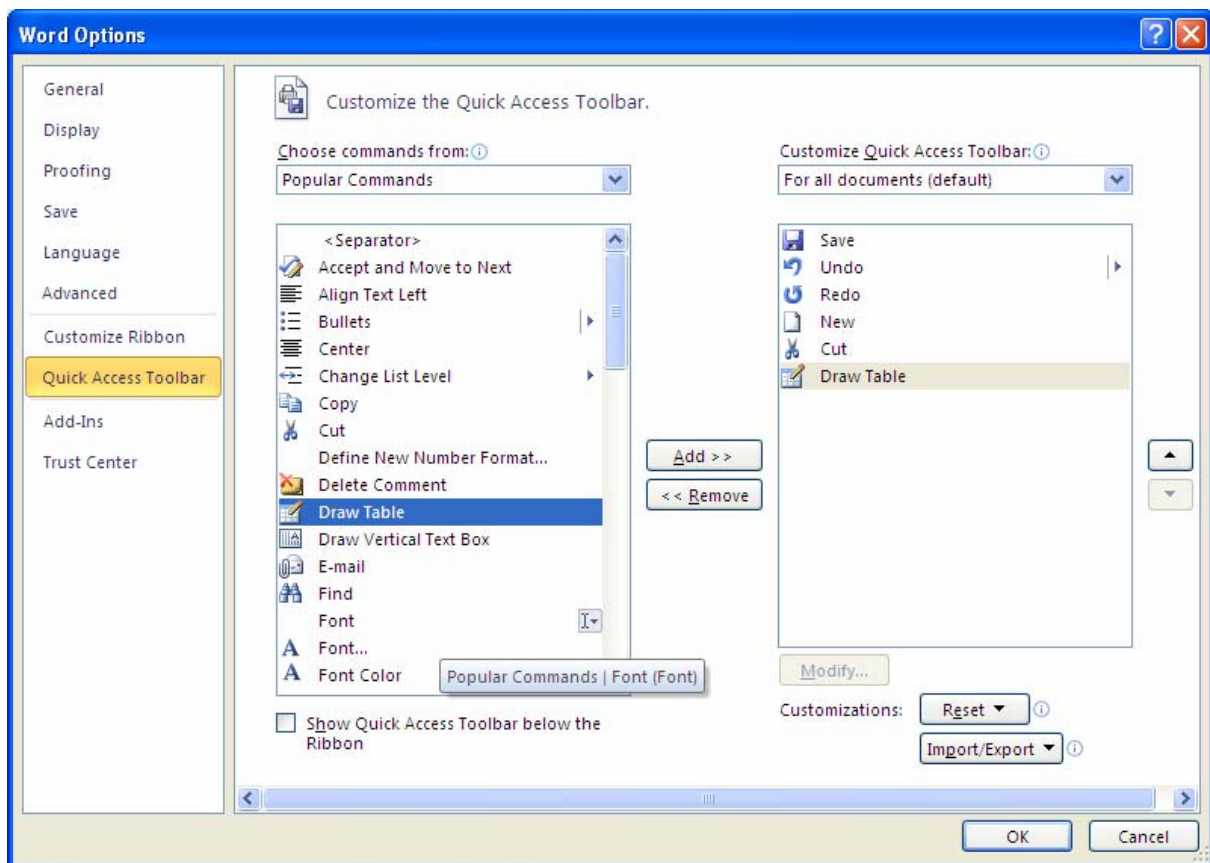 Word Options
General
Display
Proofing
Save
Language
Advanced
Customize Ribbon
Quick Access Toolbar
Add-Ins
Trust Center
Customize the Quick Access Toolbar.
Choose commands from:
Popular Commands
<Separator>
Accept and Move to Next
Align Text Left
Bullets
Center
Change List Level
Copy
Cut
Define New Number Format...
Delete Comment
Draw Table
Draw Vertical Text Box
E-mail
Find
Font
Font...
Font Color
Popular Commands | Font (Font)
Show Quick Access Toolbar below the
Ribbon
Add >>
<< Remove
Customize Quick Access Toolbar:
For all documents (default)
Save
Undo
Redo
New
Cut
Draw Table
Modify...
Customizations:
Reset
Import/Export
OK
Cancel